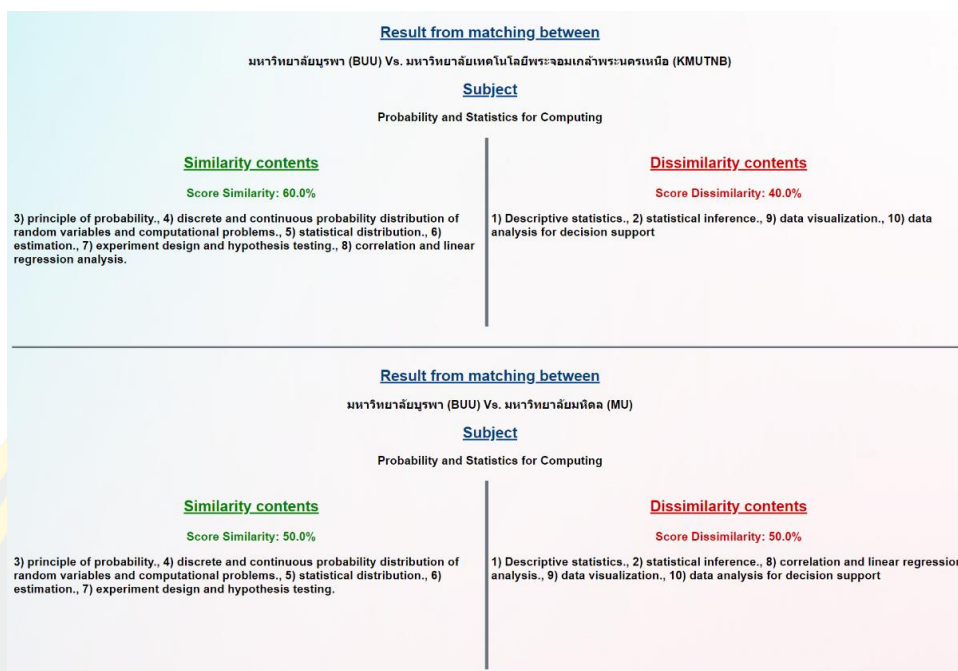 Result from matching between
มหาวิทยาลัยบูรพา (BUU) Vs. มหาวิทยาลัยเทคโนโลยีพระจอมเกล้าพระนครเหนือ (KMUTNB)
Subject
Probability and Statistics for Computing
Similarity contents
Score Similarity: 60.0%
3) principle of probability., 4) discrete and continuous probability distribution of
random variables and computational problems., 5) statistical distribution., 6)
estimation., 7) experiment design and hypothesis testing., 8) correlation and linear
regression analysis.
Dissimilarity contents
Score Dissimilarity: 40.0%
1) Descriptive statistics., 2) statistical inference., 9) data visualization., 10) data
analysis for decision support
Result from matching between
มหาวิทยาลัยบูรพา (BUU) Vs. มหาวิทยาลัยมหิดล (MU)
Subject
Probability and Statistics for Computing
Similarity contents
Score Similarity: 50.0%
3) principle of probability., 4) discrete and continuous probability distribution of
random variables and computational problems., 5) statistical distribution., 6)
estimation., 7) experiment design and hypothesis testing.
Dissimilarity contents
Score Dissimilarity: 50.0%
1) Descriptive statistics., 2) statistical inference., 8) correlation and linear regression
analysis., 9) data visualization., 10) data analysis for decision support